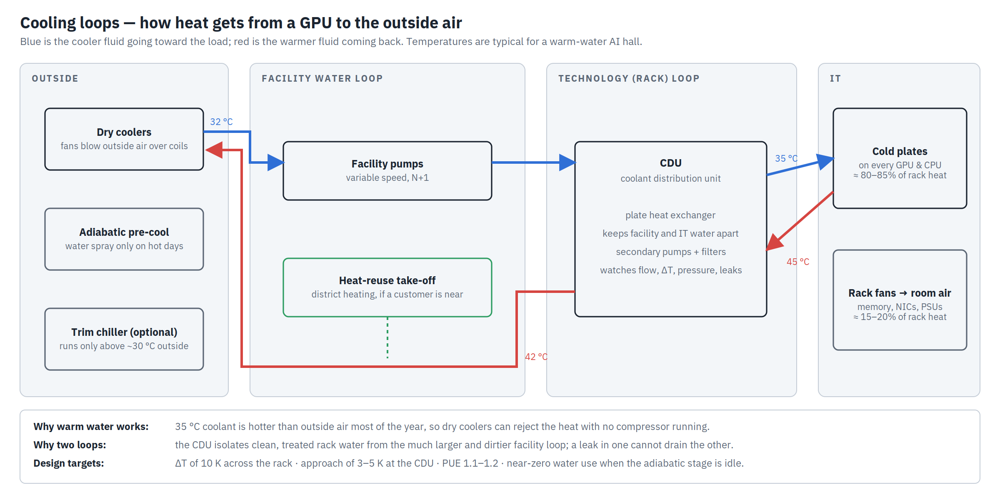 Cooling loops — how heat gets from a GPU to the outside air
Blue is the cooler fluid going toward the load; red is the warmer fluid coming back. Temperatures are typical for a warm-water AI hall.
OUTSIDE
Dry coolers
fans blow outside air over coils
Adiabatic pre-cool
water spray only on hot days
Trim chiller (optional)
runs only above ~30 °C outside
32 °C
FACILITY WATER LOOP
Facility pumps
variable speed, N+1
Heat-reuse take-off
district heating, if a customer is near
42 °C
TECHNOLOGY (RACK) LOOP
CDU
coolant distribution unit
plate heat exchanger
keeps facility and IT water apart
secondary pumps + filters
watches flow, ΔT, pressure, leaks
35 °C
45 °C
IT
Cold plates
on every GPU & CPU
≈ 80–85% of rack heat
Rack fans → room air
memory, NICs, PSUs
≈ 15–20% of rack heat
Why warm water works: 35 °C coolant is hotter than outside air most of the year, so dry coolers can reject the heat with no compressor running.
Why two loops: the CDU isolates clean, treated rack water from the much larger and dirtier facility loop; a leak in one cannot drain the other.
Design targets: ΔT of 10 K across the rack · approach of 3–5 K at the CDU · PUE 1.1–1.2 · near-zero water use when the adiabatic stage is idle.